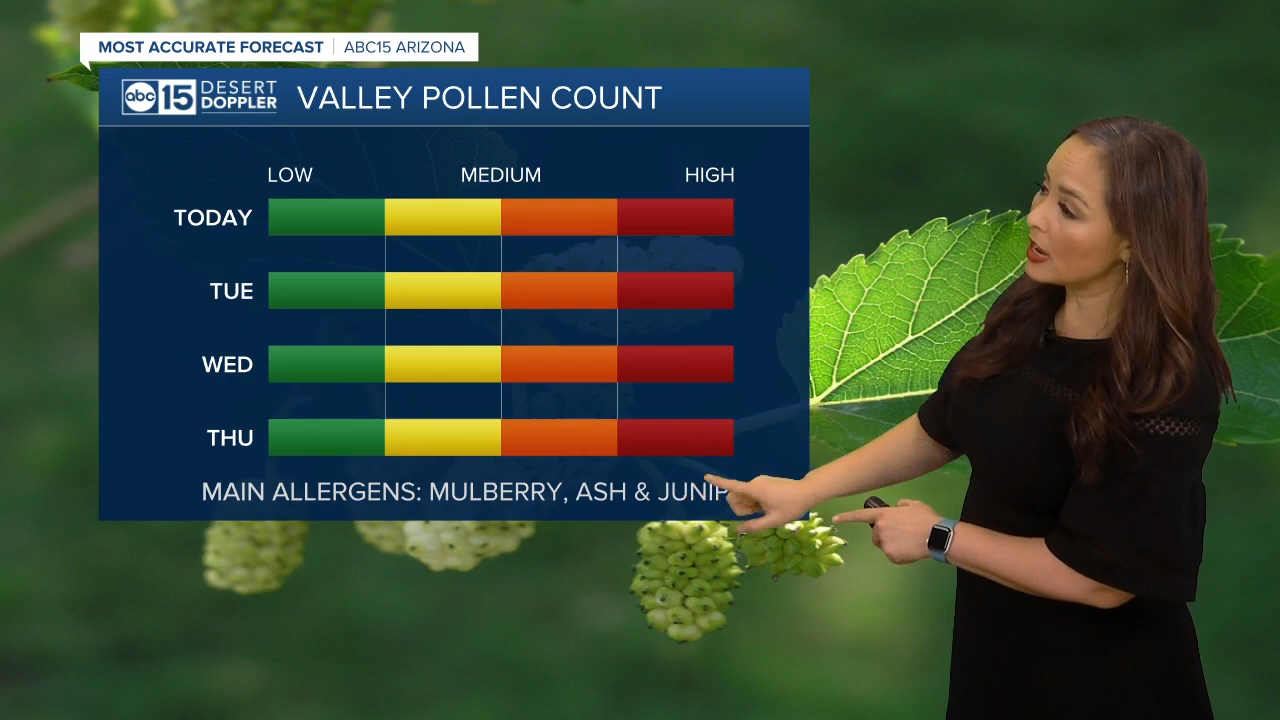 MOST ACCURATE FORECAST | ABC15 ARIZONA
abc 15 DESERT DOPPLER VALLEY POLLEN COUNT
LOW MEDIUM HIGH
TODAY
TUE
WED
THU
MAIN ALLERGENS: MULBERRY, ASH & JUNIP